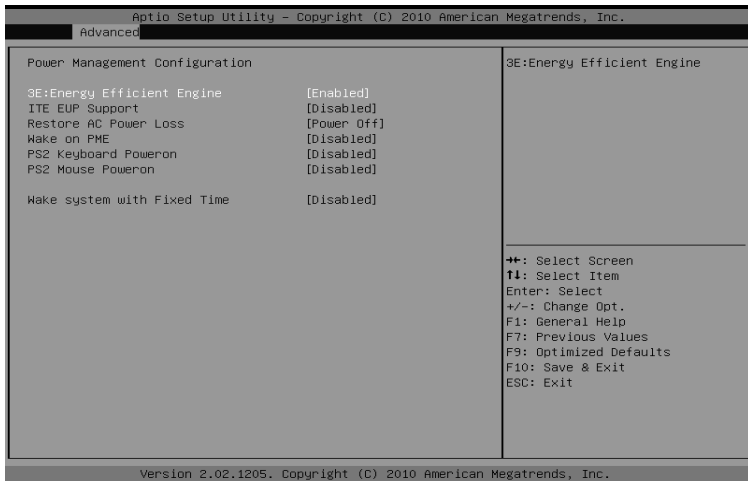 Aptio Setup Utility – Copyright (C) 2010 American Megatrends, Inc.
Advanced
Power Management Configuration
3E:Energy Efficient Engine [Enabled]
ITE EUP Support [Disabled]
Restore AC Power Loss [Power Off]
Wake on PME [Disabled]
PS2 Keyboard Poweron [Disabled]
PS2 Mouse Poweron [Disabled]
Wake system with Fixed Time [Disabled]
3E:Energy Efficient Engine
→←: Select Screen
↑↓: Select Item
Enter: Select
+/-: Change Opt.
F1: General Help
F7: Previous Values
F9: Optimized Defaults
F10: Save & Exit
ESC: Exit
Version 2.02.1205. Copyright (C) 2010 American Megatrends, Inc.